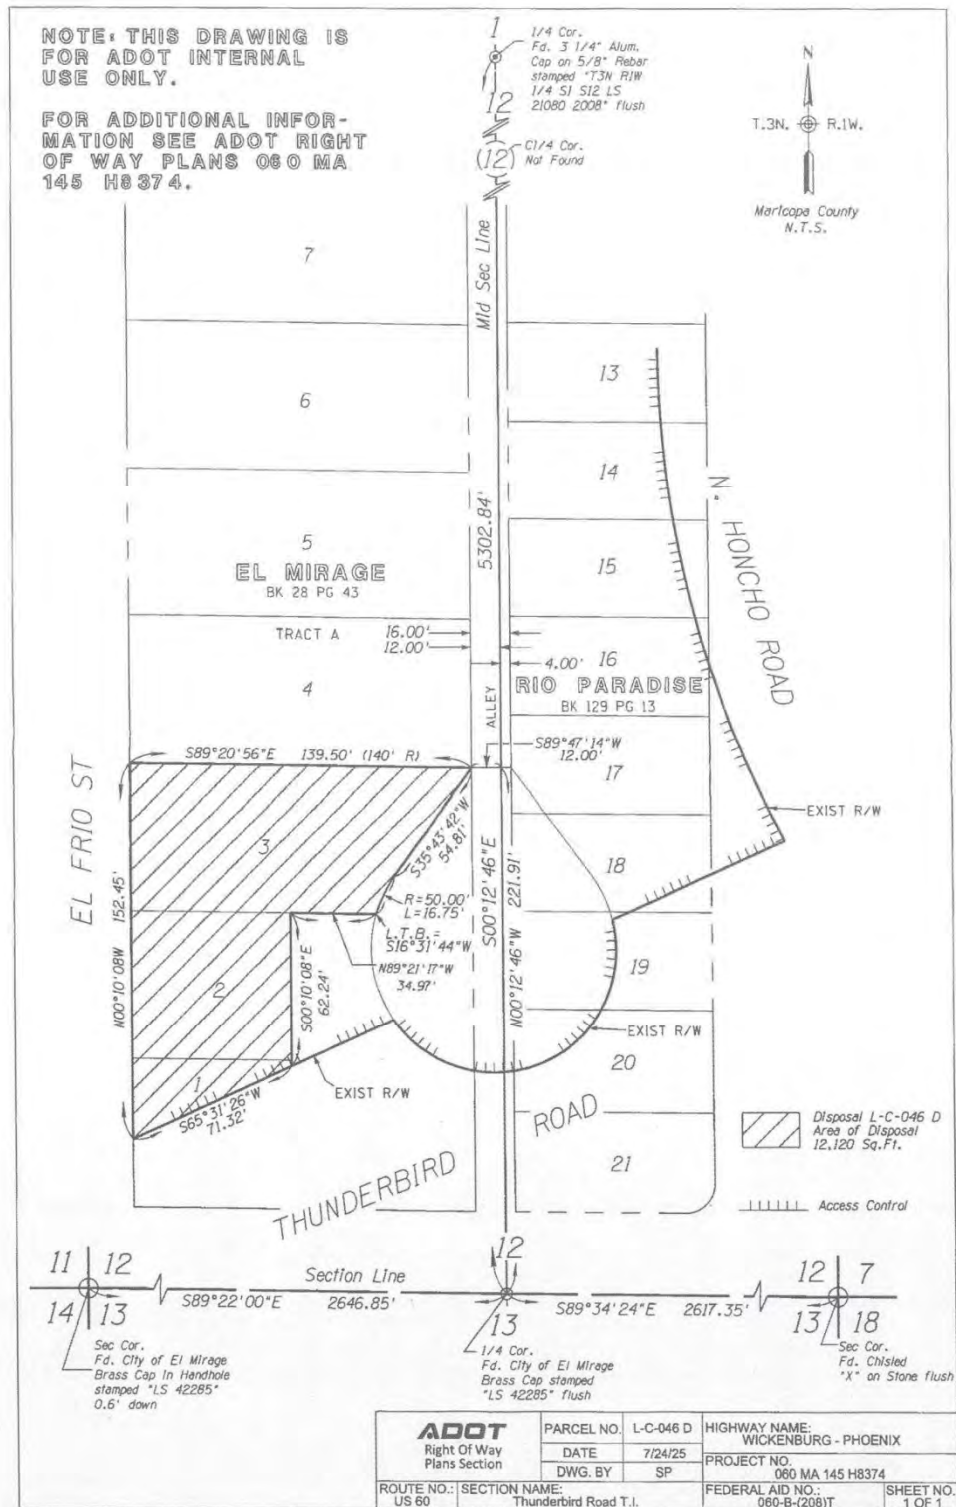 NOTE: THIS DRAWING IS
FOR ADOT INTERNAL
USE ONLY.
FOR ADDITIONAL INFOR-
MATION SEE ADOT RIGHT
OF WAY PLANS 060 MA
145 H8374.
1
12
1/4 Cor.
Fd. 3 1/4" Alum.
Cap on 5/8" Rebar
stamped "T3N R1W
1/4 S1 S12 LS
21080 2008" flush
(12)
C1/4 Cor.
Not Found
N
T.3N. R.1W.
Maricopa County
N.T.S.
7
Mid Sec Line
6
13
14
5302.84'
N. HONCHO ROAD
5
EL MIRAGE
BK 28 PG 43
15
TRACT A
16.00'
12.00'
4.00'
16
4
ALLEY
RIO PARADISE
BK 129 PG 13
S89°47'14"W
12.00'
17
S89°20'56"E 139.50' (140' R)
EL FRIO ST
EXIST R/W
3
S35°43'42"W
54.81'
18
N00°10'08W 152.45'
R=50.00'
L=16.75'
L.T.B.=
S16°31'44"W
N89°21'17"W
34.97'
S00°12'46"E
N00°12'46"W 221.91'
19
2
S00°10'08"E
62.24'
EXIST R/W
20
1
S65°31'26"W
71.32'
EXIST R/W
THUNDERBIRD ROAD
21
Disposal L-C-046 D
Area of Disposal
12,120 Sq.Ft.
Access Control
11 12
14 13
Section Line
S89°22'00"E 2646.85'
12
13
S89°34'24"E 2617.35'
12 7
13 18
Sec Cor.
Fd. City of El Mirage
Brass Cap in Handhole
stamped "LS 42285"
0.6' down
1/4 Cor.
Fd. City of El Mirage
Brass Cap stamped
"LS 42285" flush
Sec Cor.
Fd. Chisled
"X" on Stone flush
ADOT
Right Of Way
Plans Section
PARCEL NO. L-C-046 D
DATE 7/24/25
DWG. BY SP
HIGHWAY NAME:
WICKENBURG - PHOENIX
PROJECT NO.
060 MA 145 H8374
ROUTE NO.:
US 60
SECTION NAME:
Thunderbird Road T.I.
FEDERAL AID NO.:
060-B-(208)T
SHEET NO.
1 OF 1